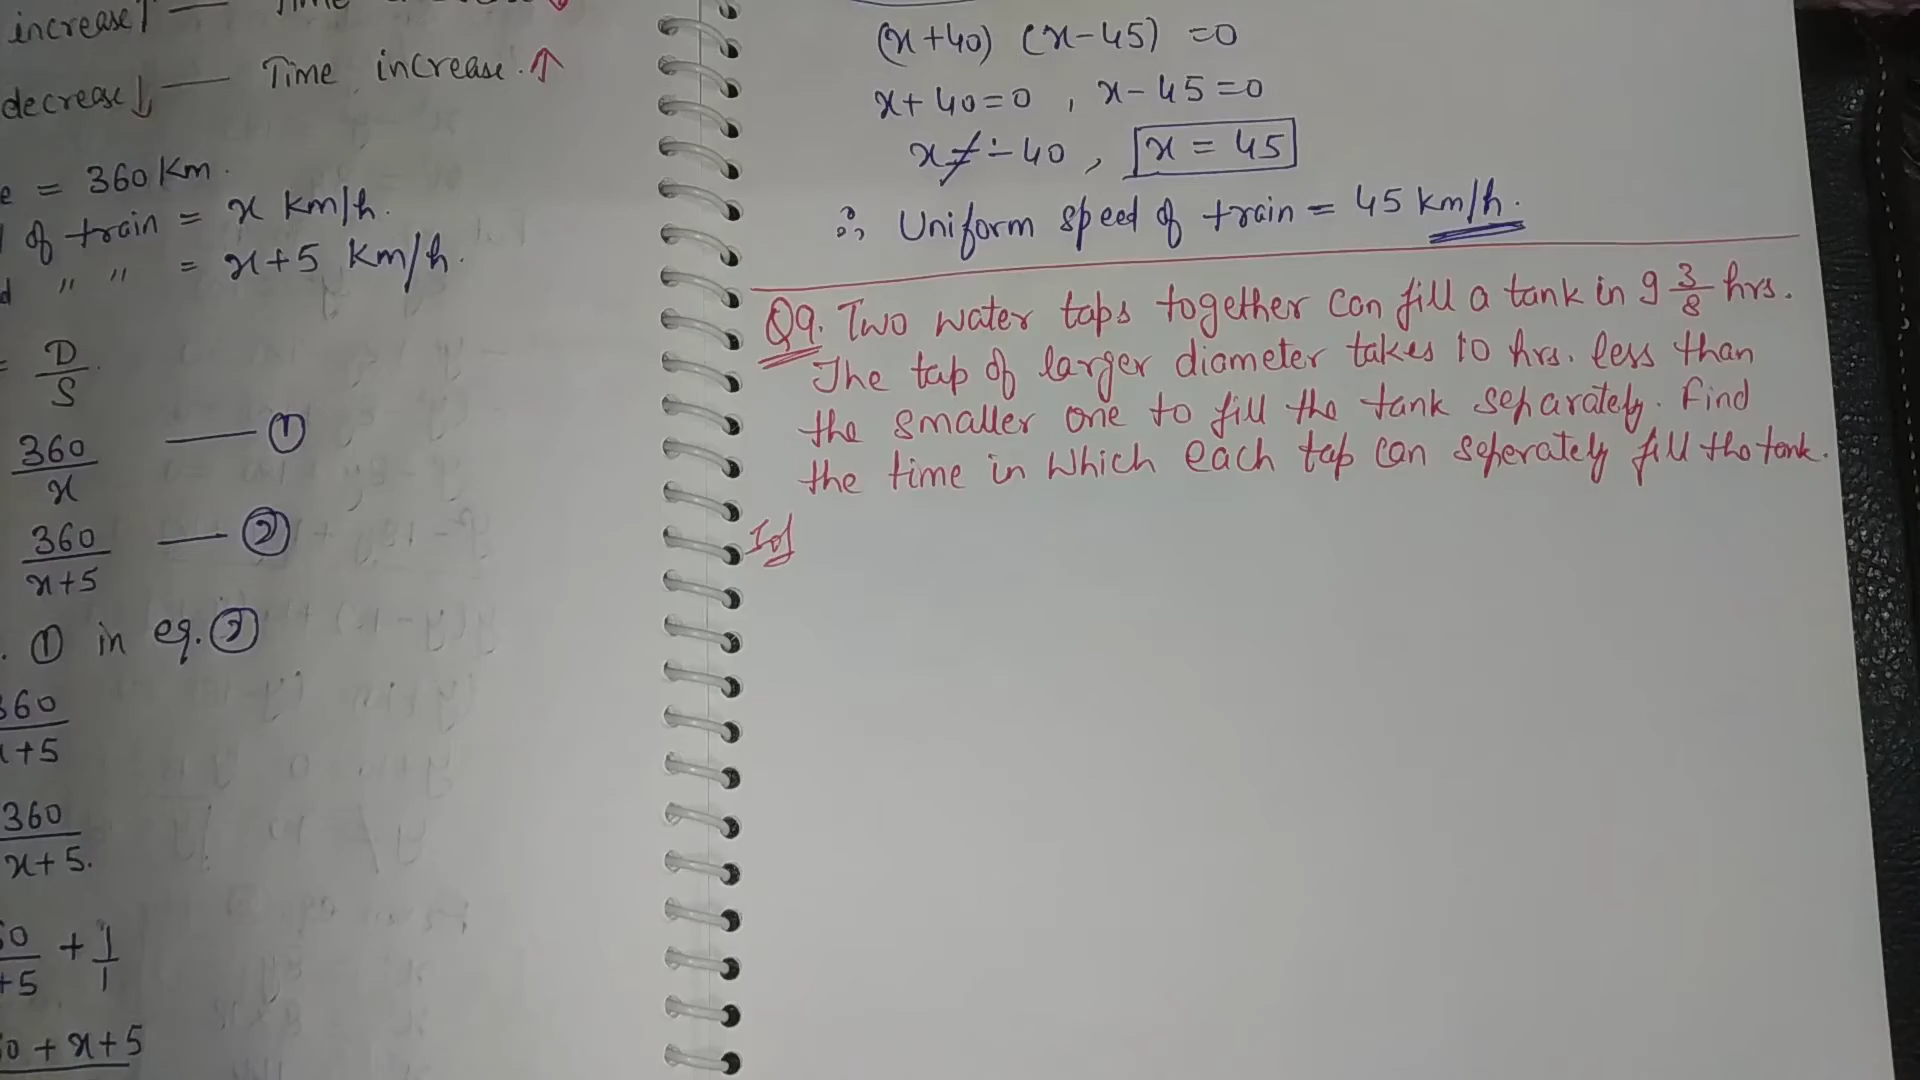 increase↑ — Time
decrease↓ — Time increase.↑
e = 360 Km.
of train = x km/h.
" " = x+5 km/h.
= D/S.
360/x — ①
360/x+5 — ②
. ① in eq. ②
360/x+5
360/x+5.
60/+5 + 1/1
60 + x+5
(x+40) (x-45) =0
x+40=0 , x-45=0
x≠-40 , x = 45
∴ Uniform speed of train = 45 km/h.
Q9. Two water taps together can fill a tank in 9 3/8 hrs.
The tap of larger diameter takes 10 hrs. less than
the smaller one to fill the tank separately. Find
the time in which each tap can seperately fill the tank.